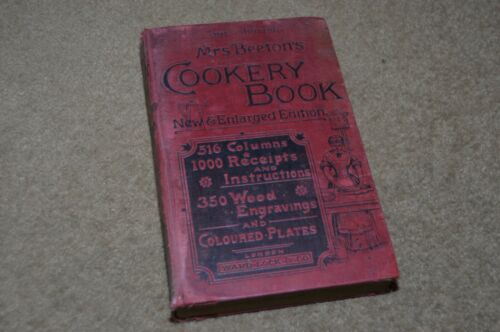 Mrs Beeton's
COOKERY
BOOK
New & Enlarged Edition
516 Columns
1000 Receipts
AND
Instructions
350 Wood
Engravings
AND
COLOURED PLATES
LONDON
WARD, LOCK & CO